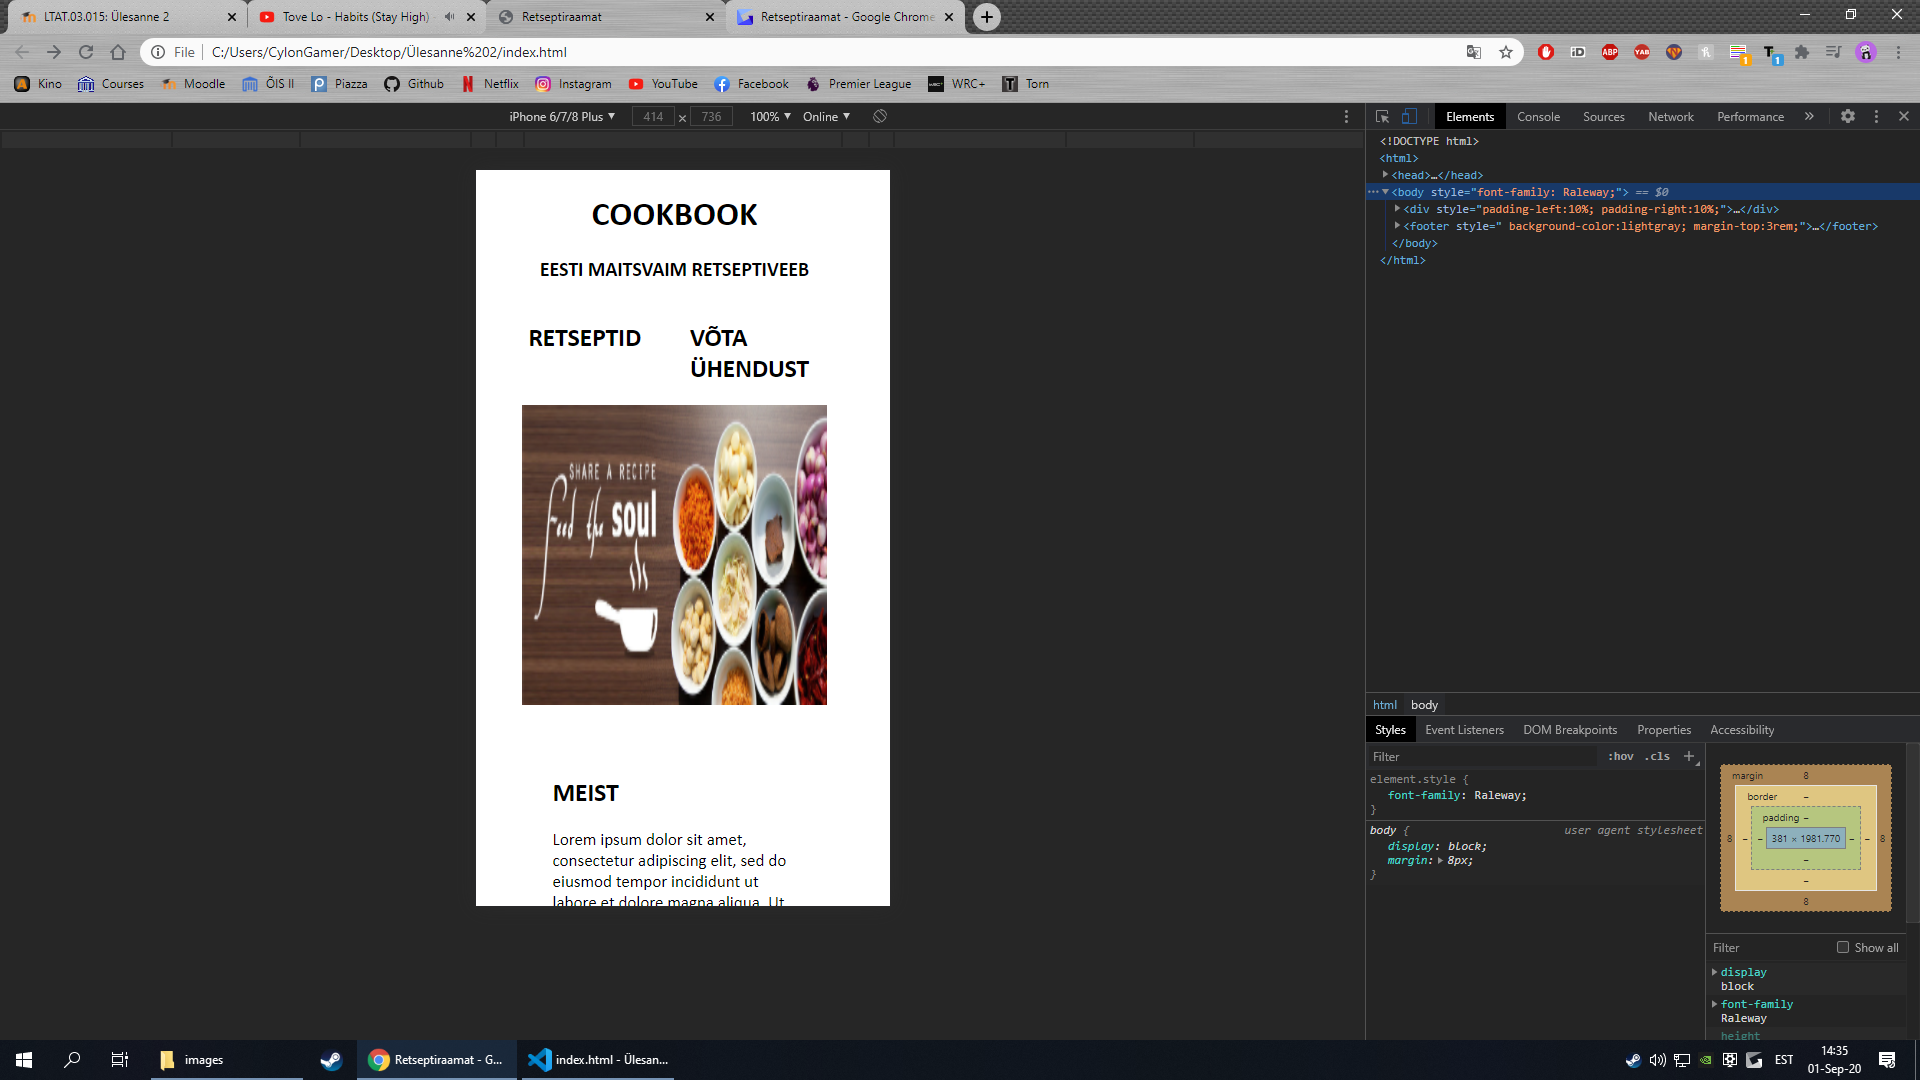 LTAT.03.015: Ülesanne 2
Tove Lo - Habits (Stay High)
Retseptiraamat
Retseptiraamat - Google Chrome
File
C:/Users/CylonGamer/Desktop/Ülesanne%202/index.html
ABP
YAB
1
1
Kino
Courses
Moodle
ÕIS II
Piazza
Github
Netflix
Instagram
YouTube
Facebook
Premier League
WRC+
Torn
iPhone 6/7/8 Plus ▼
414 × 736
100% ▼
Online ▼
Elements
Console
Sources
Network
Performance
»
<!DOCTYPE html>
<html>
<head>…</head>
<body style="font-family: Raleway;"> == $0
<div style="padding-left:10%; padding-right:10%;">…</div>
<footer style=" background-color:lightgray; margin-top:3rem;">…</footer>
</body>
</html>
COOKBOOK
EESTI MAITSVAIM RETSEPTIVEEB
RETSEPTID
VÕTA
ÜHENDUST
SHARE A RECIPE
feed the soul
MEIST
Lorem ipsum dolor sit amet,
consectetur adipiscing elit, sed do
eiusmod tempor incididunt ut
labore et dolore magna aliqua. Ut
html body
Styles
Event Listeners
DOM Breakpoints
Properties
Accessibility
Filter
:hov .cls +
element.style {
font-family: Raleway;
}
body {
user agent stylesheet
display: block;
margin: 8px;
}
margin 8
border –
padding –
8 – – 381 × 1981.770 – – 8
–
–
8
Filter
Show all
display
block
font-family
Raleway
height
images
Retseptiraamat - G...
index.html - Ülesan...
EST
14:35
01-Sep-20